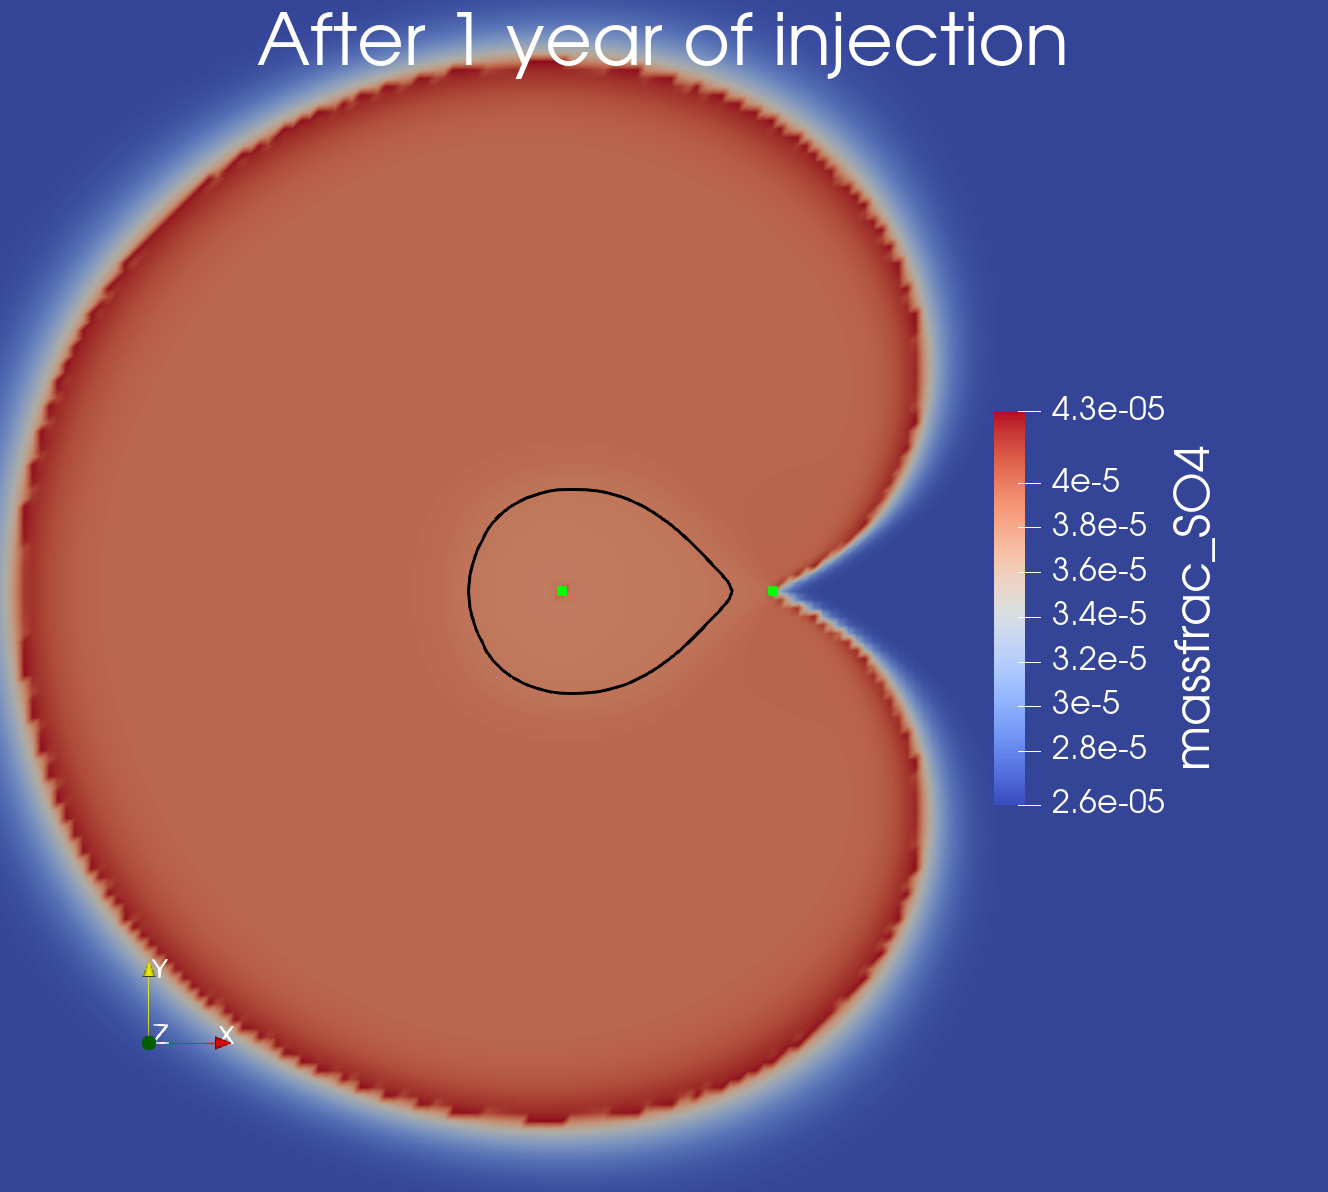 After 1 year of injection
4.3e-05
4e-5
3.8e-5
3.6e-5
3.4e-5
3.2e-5
3e-5
2.8e-5
2.6e-05
massfrac_SO4
Y
Z
X